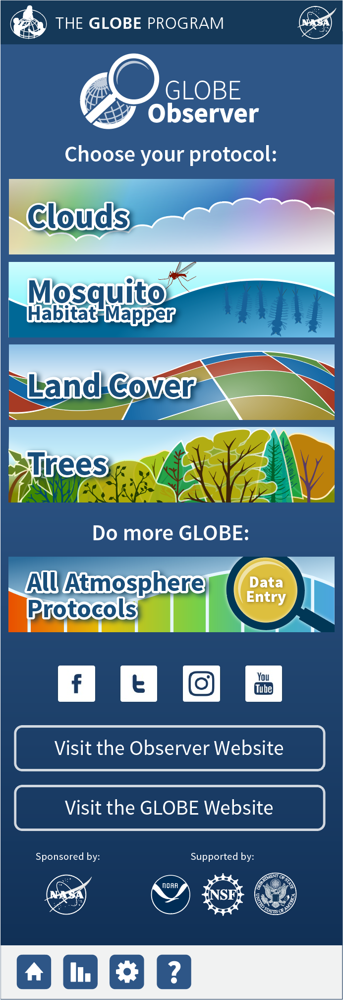 THE GLOBE PROGRAM
NASA
GLOBE
Observer
Choose your protocol:
Clouds
Mosquito
Habitat Mapper
Land Cover
Trees
Do more GLOBE:
All Atmosphere
Protocols
Data
Entry
You
Tube
Visit the Observer Website
Visit the GLOBE Website
Sponsored by:
Supported by:
NASA
NOAA
NSF
DEPARTMENT OF STATE
UNITED STATES OF AMERICA